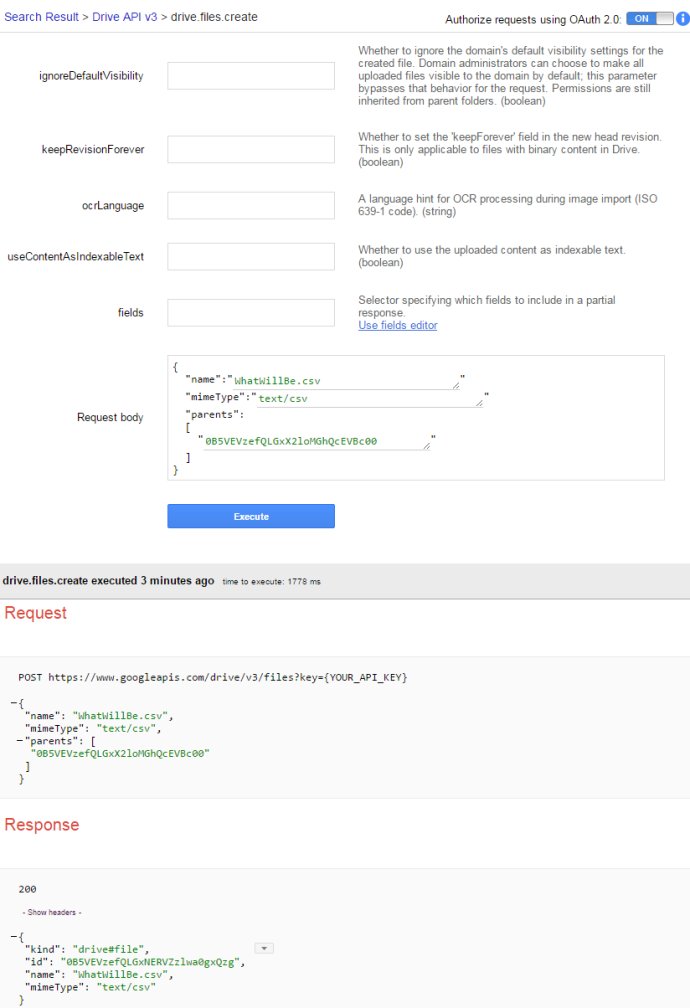 Search Result > Drive API v3 > drive.files.create
Authorize requests using OAuth 2.0: ON i
ignoreDefaultVisibility
Whether to ignore the domain's default visibility settings for the
created file. Domain administrators can choose to make all
uploaded files visible to the domain by default; this parameter
bypasses that behavior for the request. Permissions are still
inherited from parent folders. (boolean)
keepRevisionForever
Whether to set the 'keepForever' field in the new head revision.
This is only applicable to files with binary content in Drive.
(boolean)
ocrLanguage
A language hint for OCR processing during image import (ISO
639-1 code). (string)
useContentAsIndexableText
Whether to use the uploaded content as indexable text.
(boolean)
fields
Selector specifying which fields to include in a partial
response.
Use fields editor
Request body
{
"name":"WhatWillBe.csv"
"mimeType":"text/csv"
"parents":
[
"0B5VEVzefQLGxX2loMGhQcEVBc00"
]
}
Execute
drive.files.create executed 3 minutes ago time to execute: 1778 ms
Request
POST https://www.googleapis.com/drive/v3/files?key={YOUR_API_KEY}
-{
"name": "WhatWillBe.csv",
"mimeType": "text/csv",
-"parents": [
"0B5VEVzefQLGxX2loMGhQcEVBc00"
]
}
Response
200
- Show headers -
-{
"kind": "drive#file",
"id": "0B5VEVzefQLGxNERVZzlwa0gxQzg",
"name": "WhatWillBe.csv",
"mimeType": "text/csv"
}